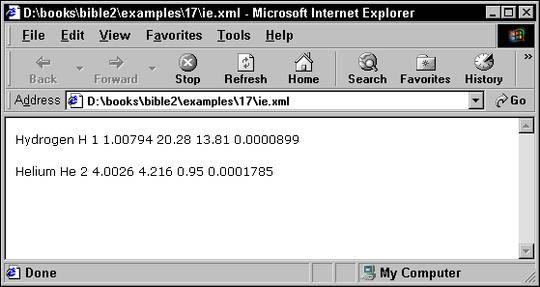 D:\books\bible2\examples\17\ie.xml - Microsoft Internet Explorer
File Edit View Favorites Tools Help
Back Forward Stop Refresh Home Search Favorites History »
Address D:\books\bible2\examples\17\ie.xml Go
Hydrogen H 1 1.00794 20.28 13.81 0.0000899
Helium He 2 4.0026 4.216 0.95 0.0001785
Done My Computer